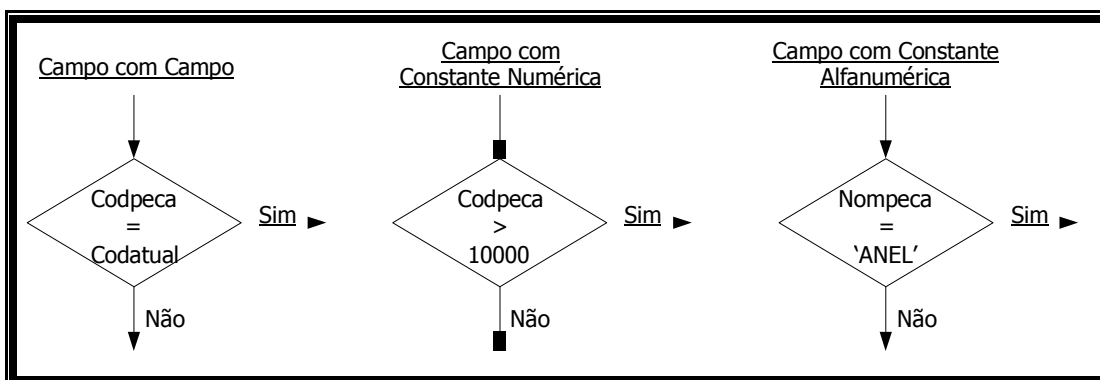 Campo com Campo
Codpeca
=
Codatual
Sim
Não
Campo com
Constante Numérica
Codpeca
>
10000
Sim
Não
Campo com Constante
Alfanumérica
Nompeca
=
‘ANEL’
Sim
Não